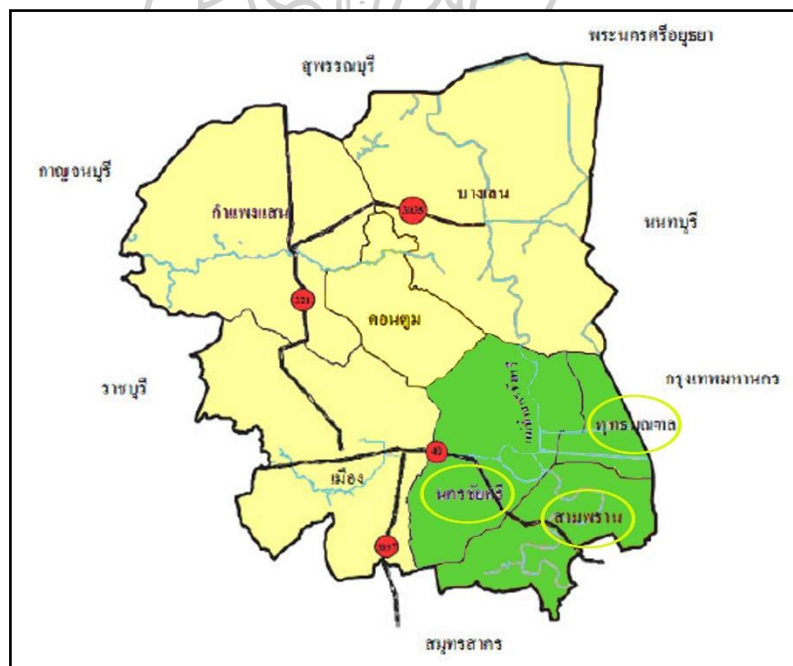 พระนครศรีอยุธยา
สุพรรณบุรี
กาญจนบุรี
บางเลน
กำแพงแสน
3035
นนทบุรี
321
ดอนตูม
กรุงเทพมหานคร
ราชบุรี
พุทธมณฑล
40
เมือง
นครชัยศรี
สามพราน
สมุทรสาคร